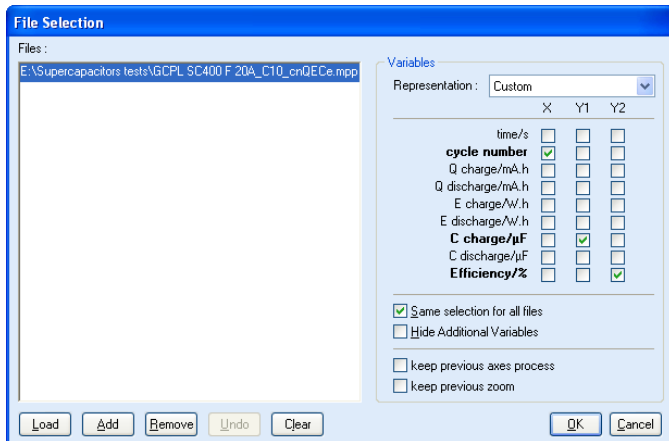 File Selection
Files :
E:\Supercapacitors tests\GCPL SC400 F 20A_C10_cnQECe.mpp
Variables
Representation : Custom
X Y1 Y2
time/s
cycle number
Q charge/mA.h
Q discharge/mA.h
E charge/W.h
E discharge/W.h
C charge/µF
C discharge/µF
Efficiency/%
Same selection for all files
Hide Additional Variables
keep previous axes process
keep previous zoom
Load Add Remove Undo Clear OK Cancel